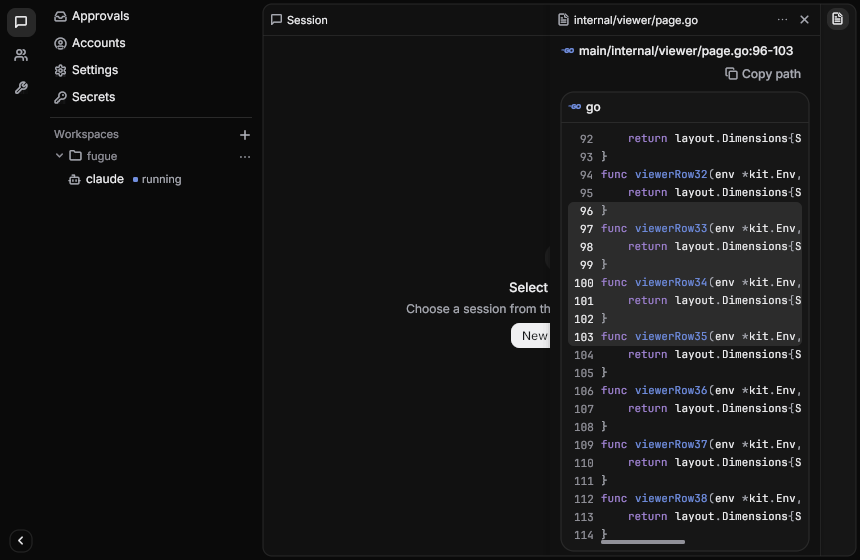 Approvals
Accounts
Settings
Secrets
Workspaces
fugue
claude running
Session
Select
Choose a session from th
New
internal/viewer/page.go
main/internal/viewer/page.go:96-103
Copy path
go
92 return layout.Dimensions{S
93 }
94 func viewerRow32(env *kit.Env,
95 return layout.Dimensions{S
96 }
97 func viewerRow33(env *kit.Env,
98 return layout.Dimensions{S
99 }
100 func viewerRow34(env *kit.Env,
101 return layout.Dimensions{S
102 }
103 func viewerRow35(env *kit.Env,
104 return layout.Dimensions{S
105 }
106 func viewerRow36(env *kit.Env,
107 return layout.Dimensions{S
108 }
109 func viewerRow37(env *kit.Env,
110 return layout.Dimensions{S
111 }
112 func viewerRow38(env *kit.Env,
113 return layout.Dimensions{S
114 }